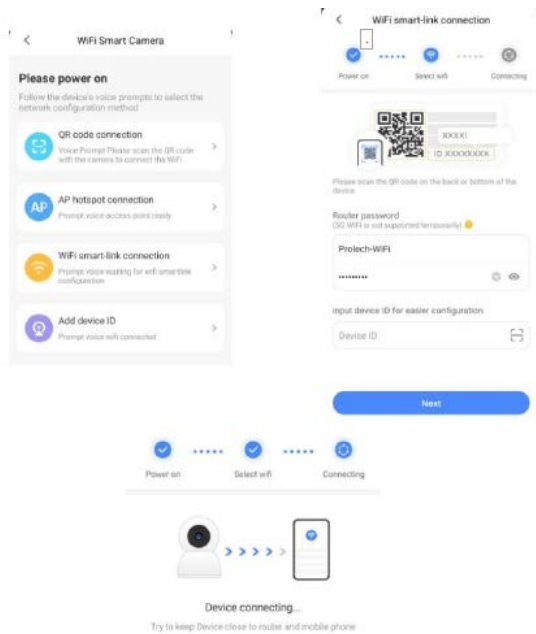 WiFi Smart Camera
Please power on
Follow the device's voice prompts to select the
network configuration method
QR code connection
Voice Prompt Please scan the QR code
with the camera to connect the WiFi
AP
AP hotspot connection
Prompt voice access point ready
WiFi smart-link connection
Prompt voice waiting for wifi smartlink
configuration
Add device ID
Prompt voice wifi connected
WiFi smart-link connection
Power on
Select wifi
Connecting
XXXX
ID:XXXXXXXX
Please scan the QR code on the back or bottom of the
device
Router password
(5G WiFi is not supported temporarily)
Prolech-WiFi
Input device ID for easier configuration
Device ID
Next
Power on
Select wifi
Connecting
Device connecting...
Try to keep Device close to router and mobile phone